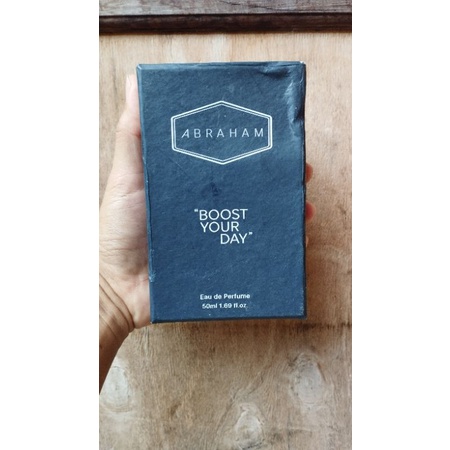 ABRAHAM
"BOOST
YOUR
DAY"
Eau de Perfume
50ml 1.69 fl.oz.